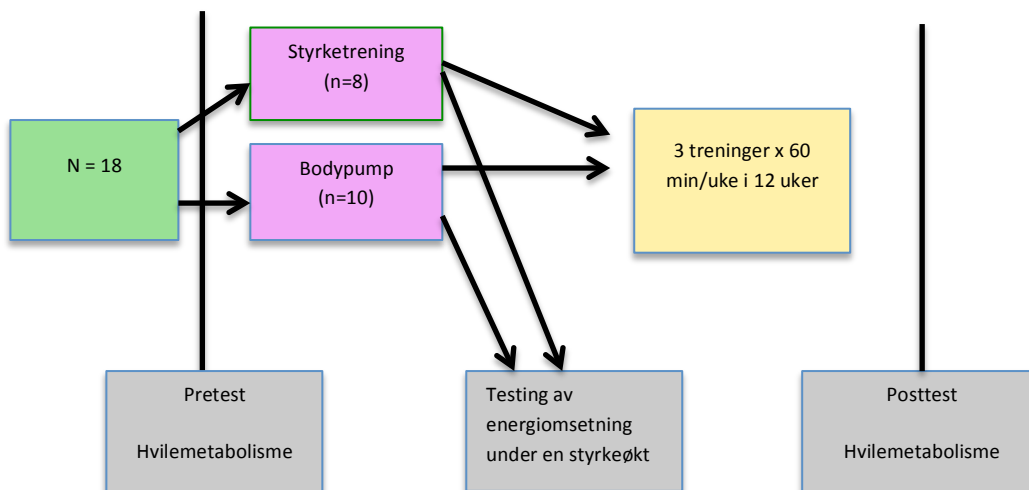 Styrketrening
(n=8)
N = 18
Bodypump
(n=10)
3 treninger x 60
min/uke i 12 uker
Pretest
Hvilemetabolisme
Testing av
energiomsetning
under en styrkeøkt
Posttest
Hvilemetabolisme